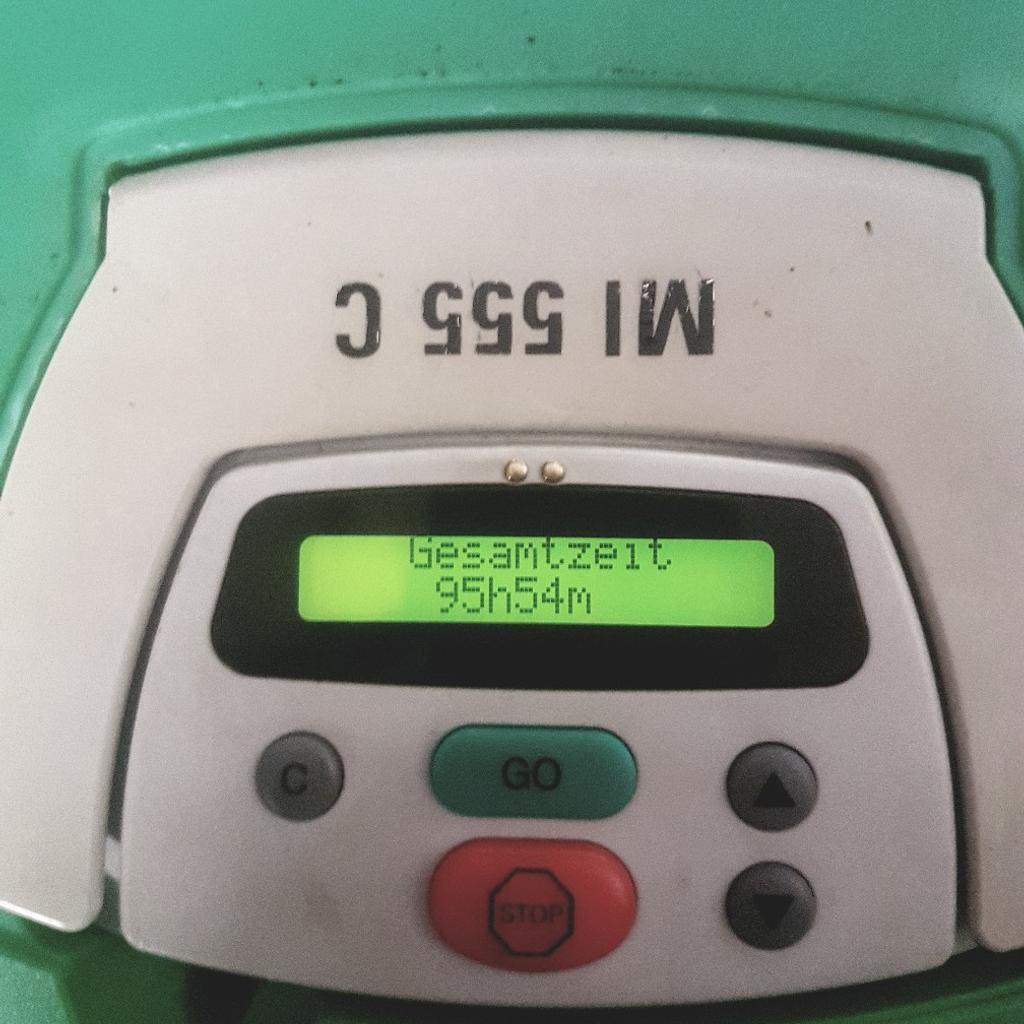 MI 555 C
Gesamtzeit
95h54m
C
GO
STOP